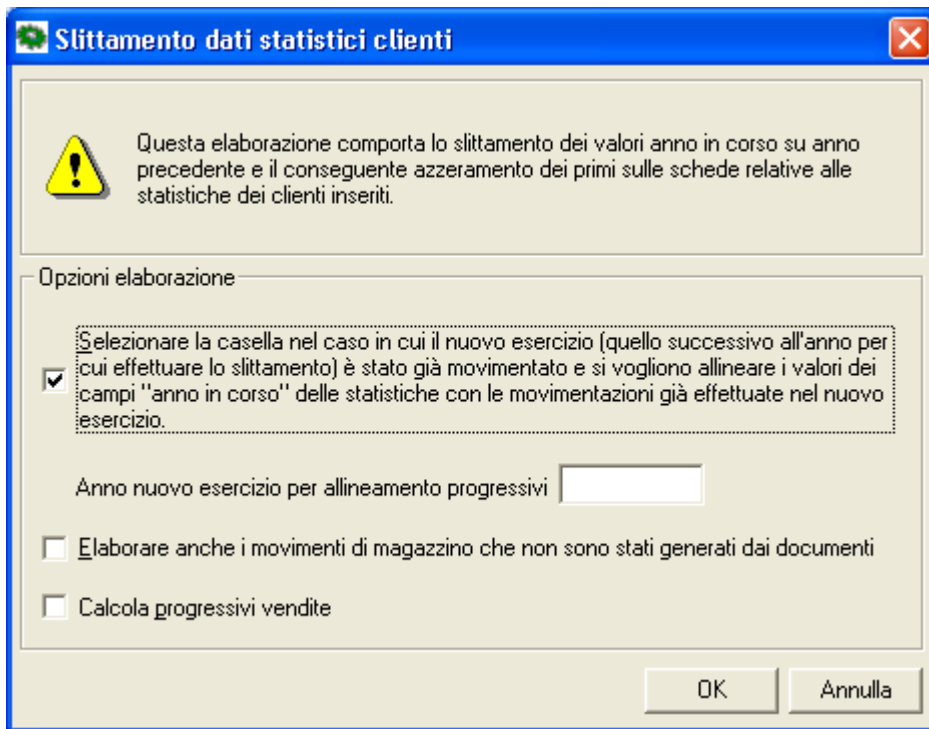 Slittamento dati statistici clienti
Questa elaborazione comporta lo slittamento dei valori anno in corso su anno
precedente e il conseguente azzeramento dei primi sulle schede relative alle
statistiche dei clienti inseriti.
Opzioni elaborazione
Selezionare la casella nel caso in cui il nuovo esercizio (quello successivo all'anno per
cui effettuare lo slittamento) è stato già movimentato e si vogliono allineare i valori dei
campi "anno in corso" delle statistiche con le movimentazioni già effettuate nel nuovo
esercizio.
Anno nuovo esercizio per allineamento progressivi
Elaborare anche i movimenti di magazzino che non sono stati generati dai documenti
Calcola progressivi vendite
OK
Annulla